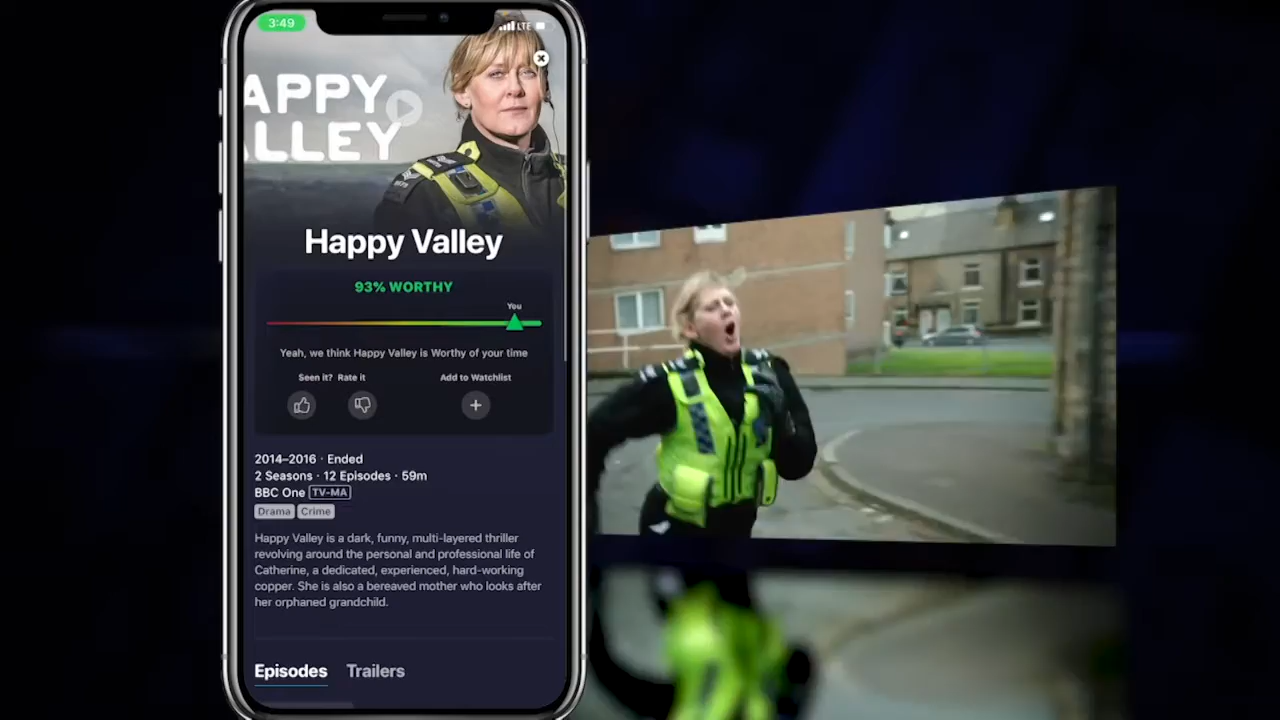 3:49
LTE
APPY
ALLEY
Happy Valley
93% WORTHY
You
Yeah, we think Happy Valley is Worthy of your time
Seen it? Rate it
Add to Watchlist
2014–2016 · Ended
2 Seasons · 12 Episodes · 59m
BBC One TV-MA
Drama Crime
Happy Valley is a dark, funny, multi-layered thriller
revolving around the personal and professional life of
Catherine, a dedicated, experienced, hard-working
copper. She is also a bereaved mother who looks after
her orphaned grandchild.
Episodes Trailers